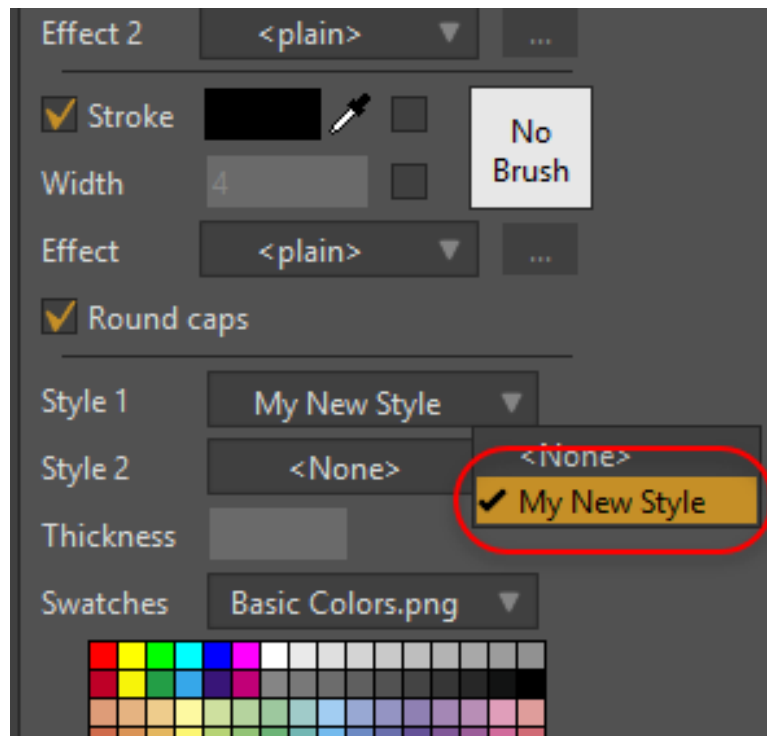 Effect 2 <plain> ...
Stroke
No
Brush
Width 4
Effect <plain> ...
Round caps
Style 1 My New Style
<None>
Style 2 <None>
My New Style
Thickness
Swatches Basic Colors.png